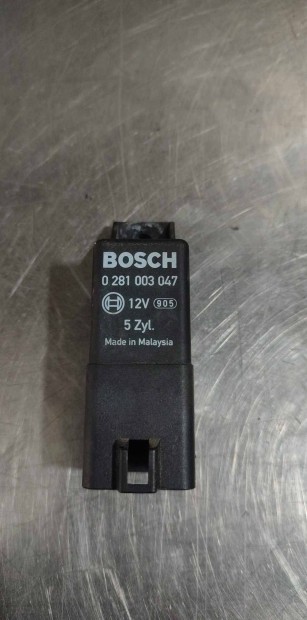 BOSCH
0 281 003 047
12V 905
5 Zyl.
Made in Malaysia